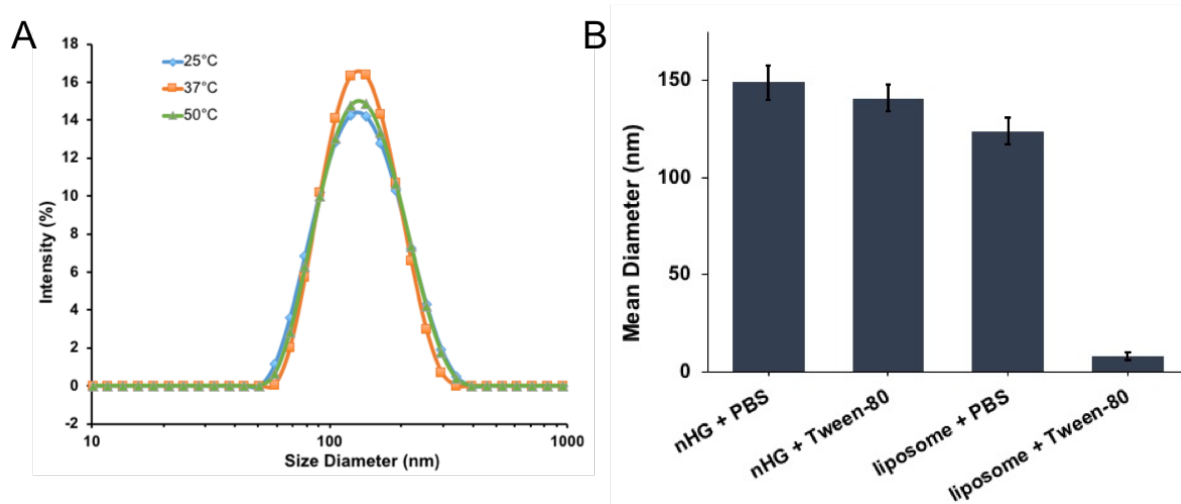 A
18
16
14
12
10
8
6
4
2
0
-2
Intensity (%)
25°C
37°C
50°C
10
100
1000
Size Diameter (nm)
B
150
100
50
0
Mean Diameter (nm)
nHG + PBS
nHG + Tween-80
liposome + PBS
liposome + Tween-80